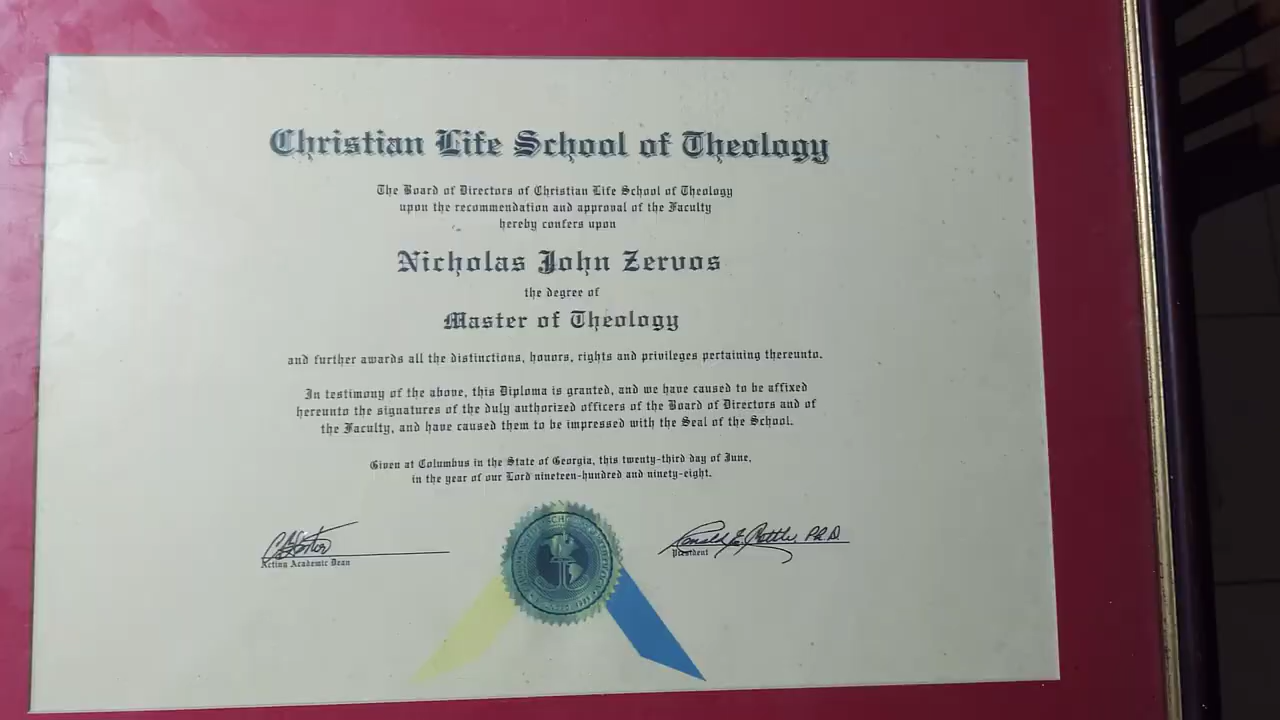 Christian Life School of Theology
The Board of Directors of Christian Life School of Theology
upon the recommendation and approval of the Faculty
hereby confers upon
Nicholas John Zervos
the degree of
Master of Theology
and further awards all the distinctions, honors, rights and privileges pertaining thereunto.
In testimony of the above, this Diploma is granted, and we have caused to be affixed
hereunto the signatures of the duly authorized officers of the Board of Directors and of
the Faculty, and have caused them to be impressed with the Seal of the School.
Given at Columbus in the State of Georgia, this twenty-third day of June,
in the year of our Lord nineteen-hundred and ninety-eight.
Ronald E. Cottle, Ph.D.
Acting Academic Dean
President